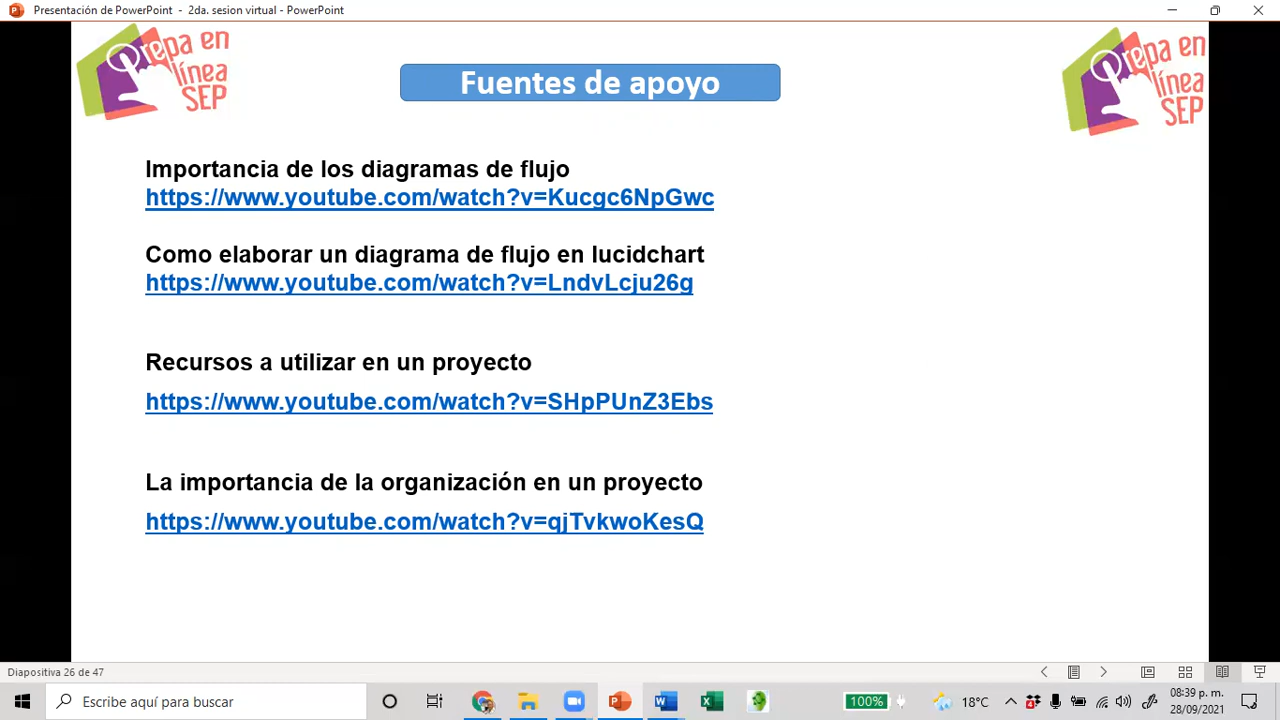 Presentación de PowerPoint - 2da. sesion virtual - PowerPoint
Prepa en
línea
SEP
Prepa en
línea
SEP
Fuentes de apoyo
Importancia de los diagramas de flujo
https://www.youtube.com/watch?v=Kucgc6NpGwc
Como elaborar un diagrama de flujo en lucidchart
https://www.youtube.com/watch?v=LndvLcju26g
Recursos a utilizar en un proyecto
https://www.youtube.com/watch?v=SHpPUnZ3Ebs
La importancia de la organización en un proyecto
https://www.youtube.com/watch?v=qjTvkwoKesQ
Diapositiva 26 de 47
Escribe aquí para buscar
100%
18°C
4
08:39 p. m.
28/09/2021